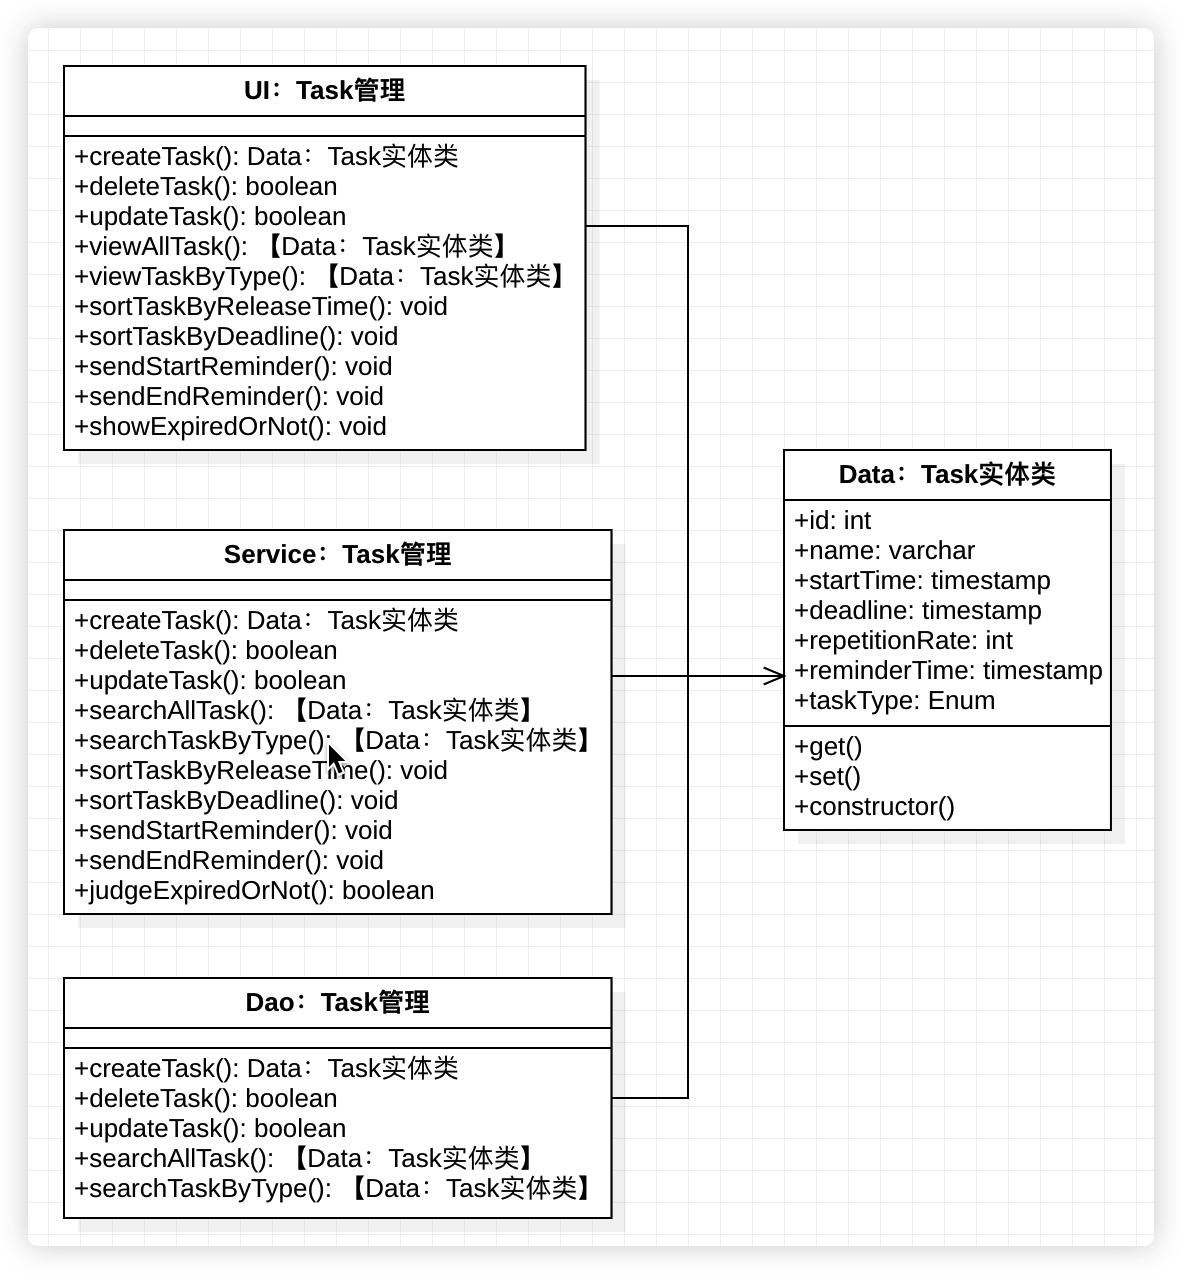 UI：Task管理
+createTask(): Data：Task实体类
+deleteTask(): boolean
+updateTask(): boolean
+viewAllTask(): 【Data：Task实体类】
+viewTaskByType(): 【Data：Task实体类】
+sortTaskByReleaseTime(): void
+sortTaskByDeadline(): void
+sendStartReminder(): void
+sendEndReminder(): void
+showExpiredOrNot(): void
Service：Task管理
+createTask(): Data：Task实体类
+deleteTask(): boolean
+updateTask(): boolean
+searchAllTask(): 【Data：Task实体类】
+searchTaskByType(): 【Data：Task实体类】
+sortTaskByReleaseTime(): void
+sortTaskByDeadline(): void
+sendStartReminder(): void
+sendEndReminder(): void
+judgeExpiredOrNot(): boolean
Dao：Task管理
+createTask(): Data：Task实体类
+deleteTask(): boolean
+updateTask(): boolean
+searchAllTask(): 【Data：Task实体类】
+searchTaskByType(): 【Data：Task实体类】
Data：Task实体类
+id: int
+name: varchar
+startTime: timestamp
+deadline: timestamp
+repetitionRate: int
+reminderTime: timestamp
+taskType: Enum
+get()
+set()
+constructor()